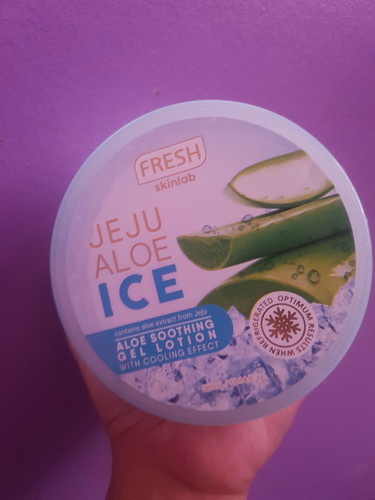 FRESH
skinlab
JEJU
ALOE
ICE
contains aloe extract from Jeju
ALOE SOOTHING
GEL LOTION
WITH COOLING EFFECT
OPTIMUM RESULTS WHEN REFRIGERATED